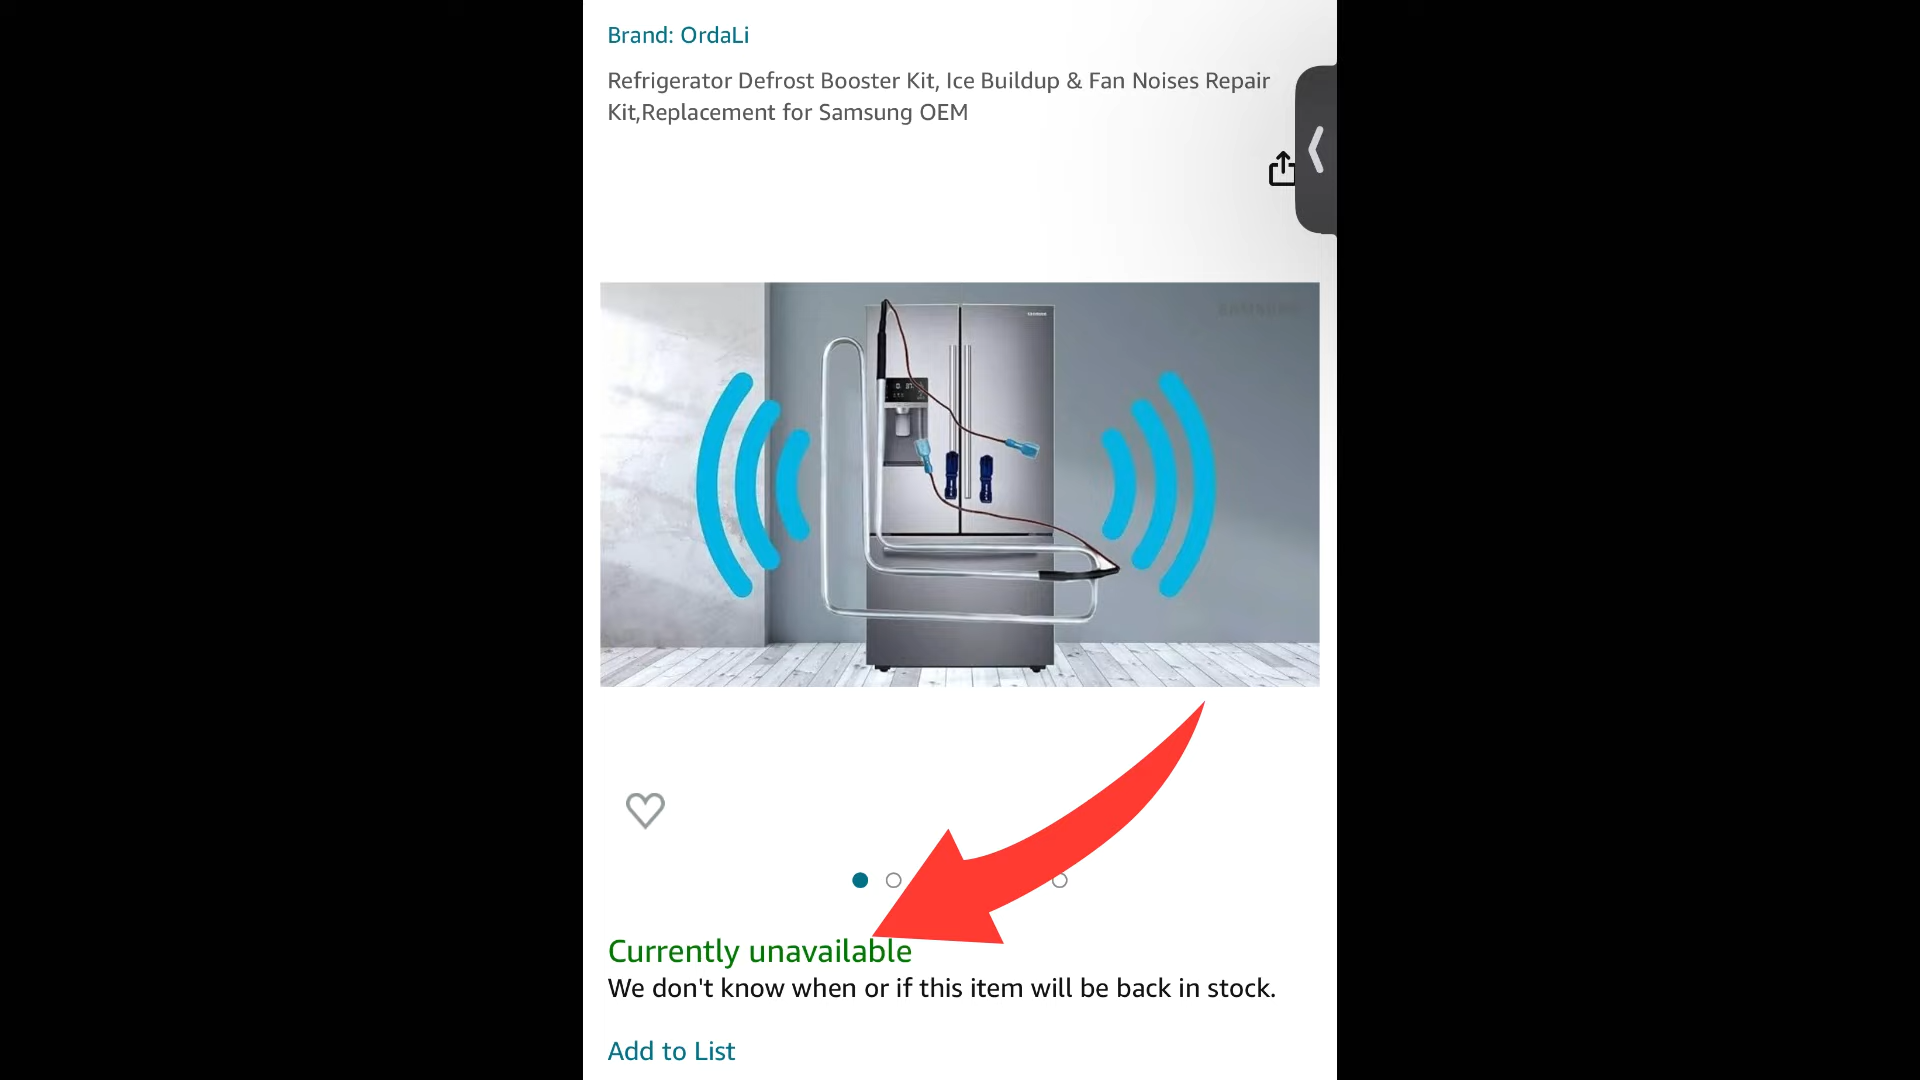 Brand: OrdaLi
Refrigerator Defrost Booster Kit, Ice Buildup & Fan Noises Repair
Kit,Replacement for Samsung OEM
SAMSUNG
Currently unavailable
We don't know when or if this item will be back in stock.
Add to List